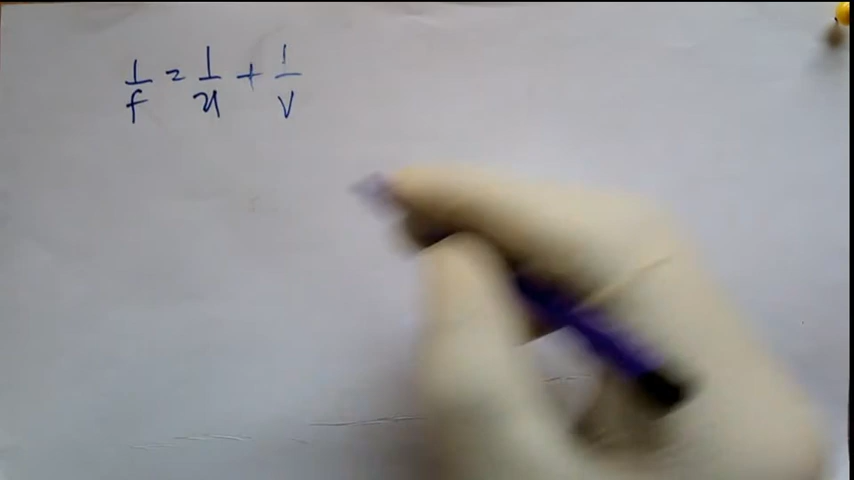 1/f = 1/u + 1/v